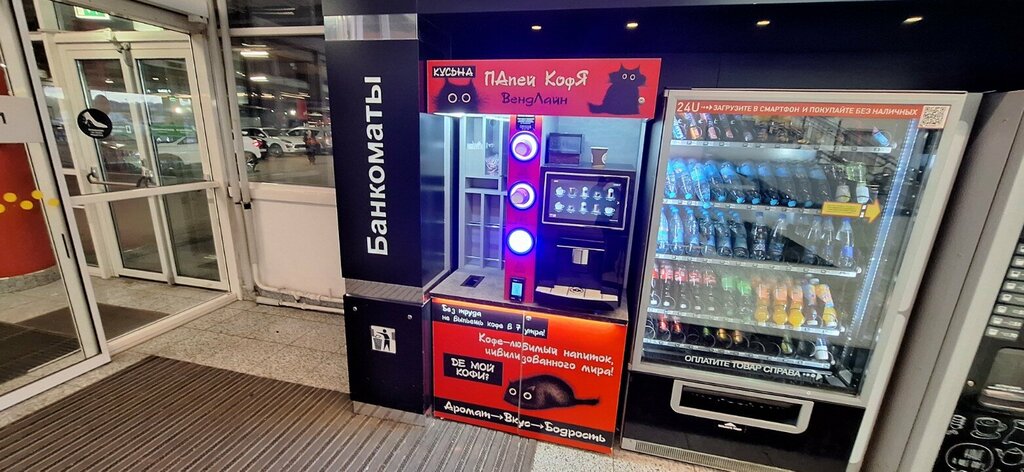 Банкоматы
КУСЬНА
ПАпей КофЯ
ВендЛайн
24U → ЗАГРУЗИТЕ В СМАРТФОН И ПОКУПАЙТЕ БЕЗ НАЛИЧНЫХ
Без труда
не выпьешь кофе в 7 утра!
Кофе-любимый напиток,
цивилизованного мира!
ДЕ МОЙ
КОФИ?
Аромат→Вкус→Бодрость
ОПЛАТИТЕ ТОВАР СПРАВА